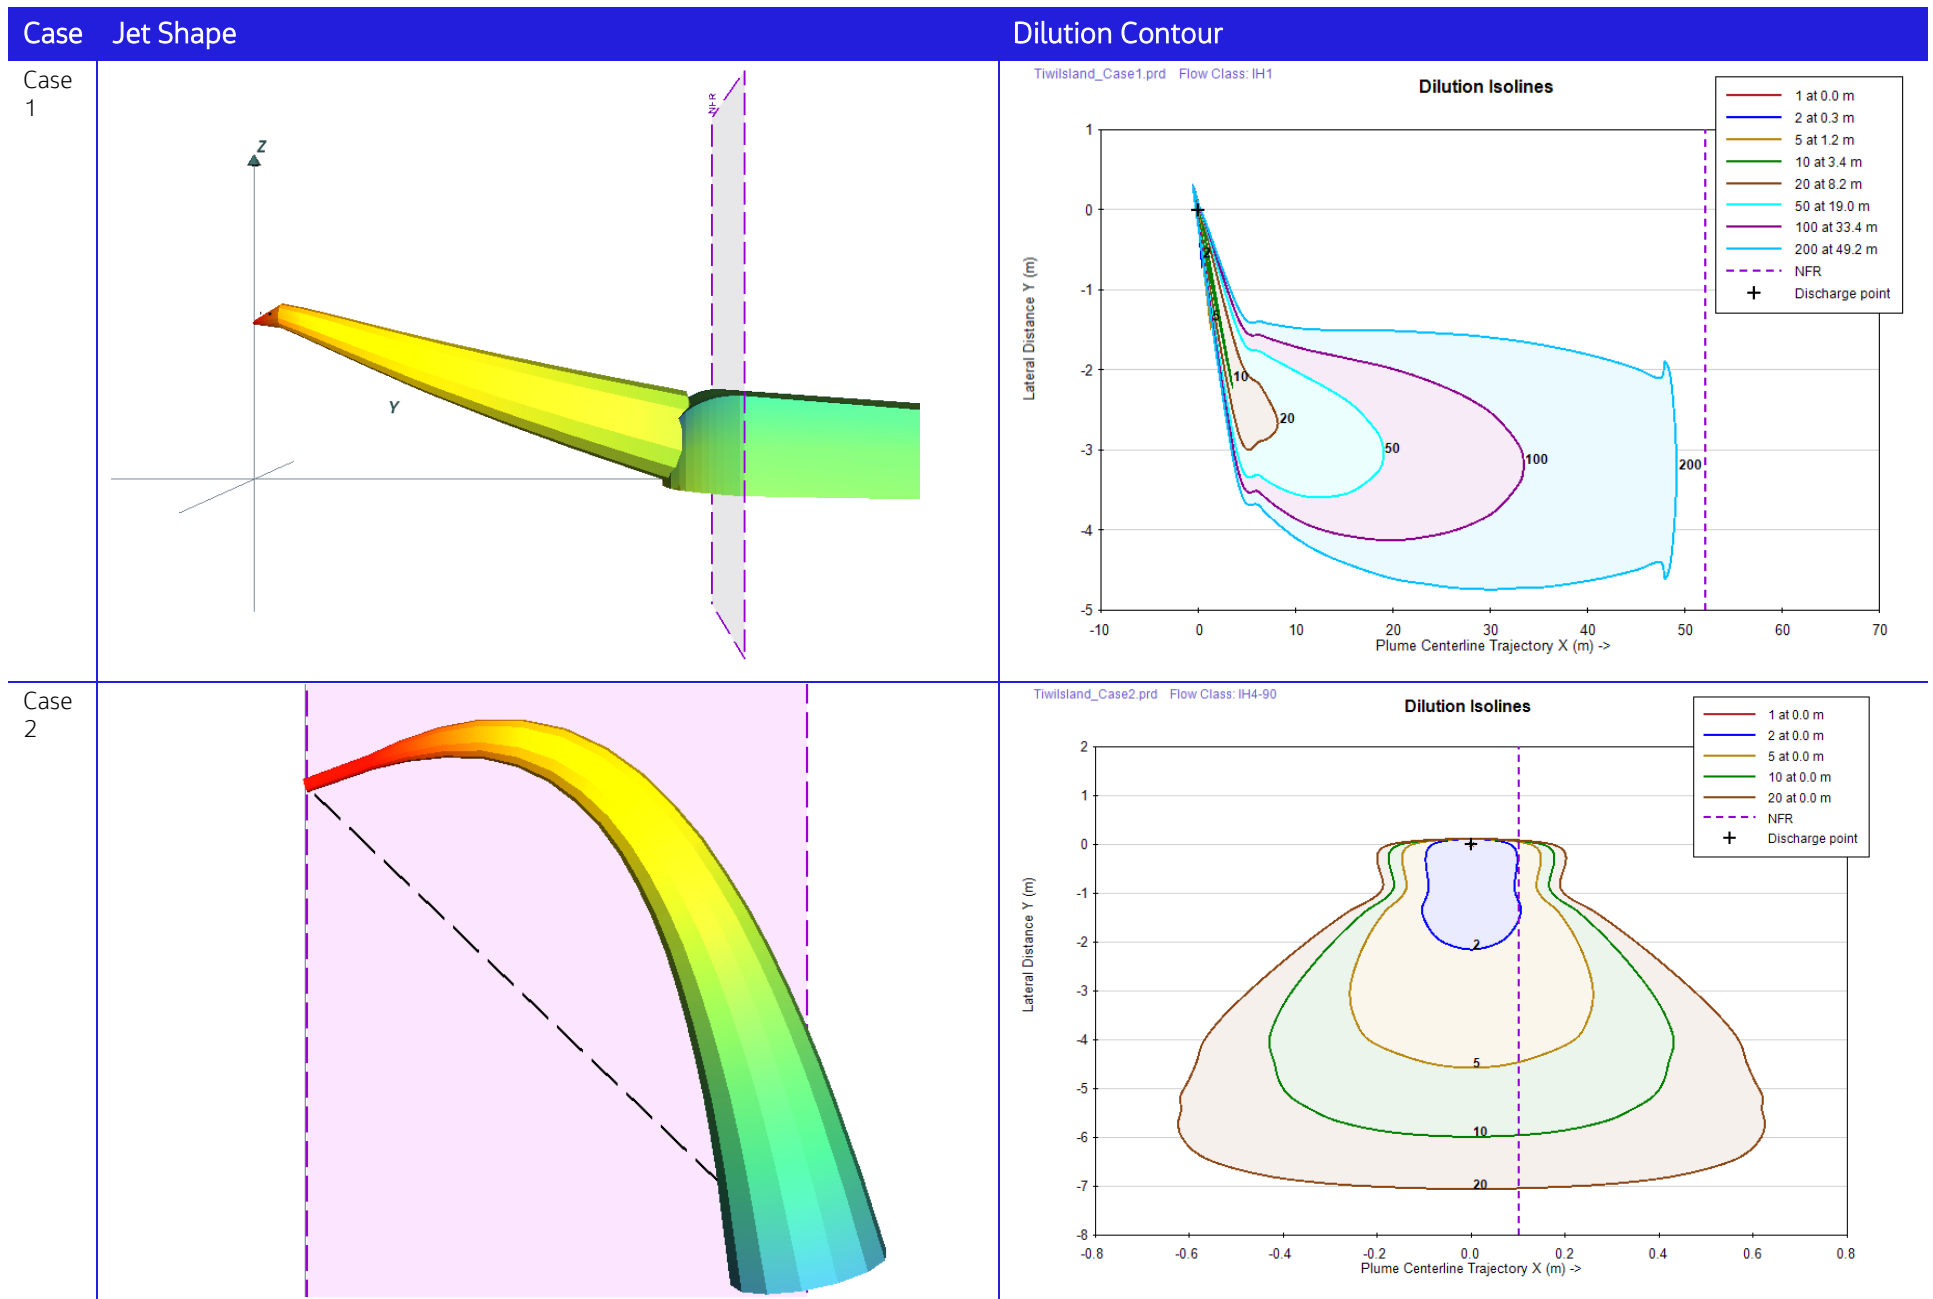 Case Jet Shape Dilution Contour
Case
1
NFR
Z
Y
TiwiIsland_Case1.prd Flow Class: IH1
Dilution Isolines
1 at 0.0 m
2 at 0.3 m
5 at 1.2 m
10 at 3.4 m
20 at 8.2 m
50 at 19.0 m
100 at 33.4 m
200 at 49.2 m
NFR
Discharge point
Lateral Distance Y (m)
1
0
-1
-2
-3
-4
-5
2
5
10
20
50
100
200
-10 0 10 20 30 40 50 60 70
Plume Centerline Trajectory X (m) ->
Case
2
TiwiIsland_Case2.prd Flow Class: IH4-90
Dilution Isolines
1 at 0.0 m
2 at 0.0 m
5 at 0.0 m
10 at 0.0 m
20 at 0.0 m
NFR
Discharge point
Lateral Distance Y (m)
2
1
0
-1
-2
-3
-4
-5
-6
-7
-8
2
5
10
20
-0.8 -0.6 -0.4 -0.2 0.0 0.2 0.4 0.6 0.8
Plume Centerline Trajectory X (m) ->